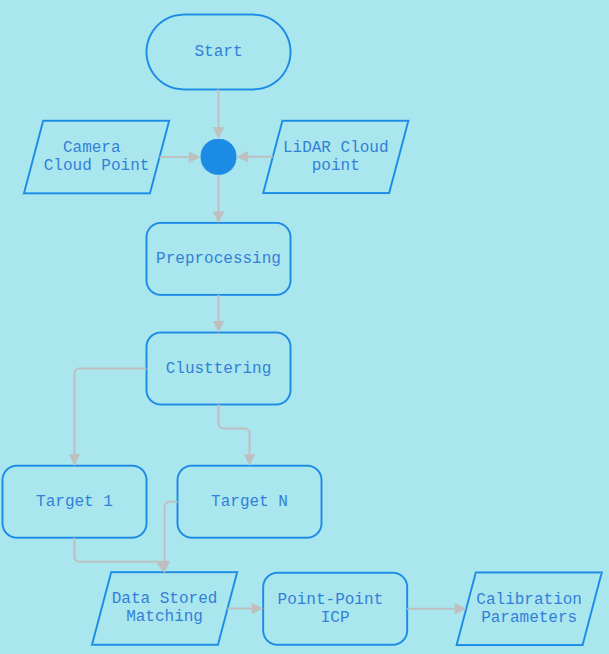 Start
Camera
Cloud Point
LiDAR Cloud
point
Preprocessing
Clusttering
Target 1
Target N
Data Stored
Matching
Point-Point
ICP
Calibration
Parameters